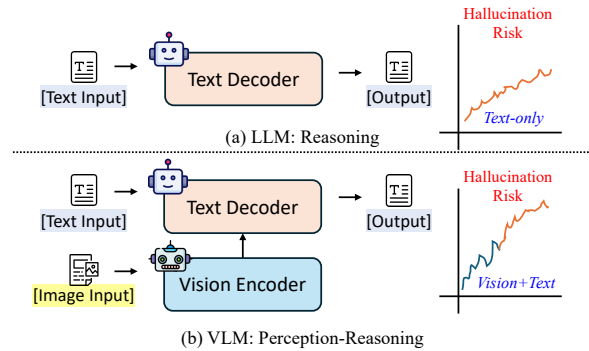 Hallucination
Risk
Text Decoder
[Text Input]
[Output]
Text-only
(a) LLM: Reasoning
Hallucination
Risk
Text Decoder
[Text Input]
[Output]
Vision Encoder
[Image Input]
Vision+Text
(b) VLM: Perception-Reasoning